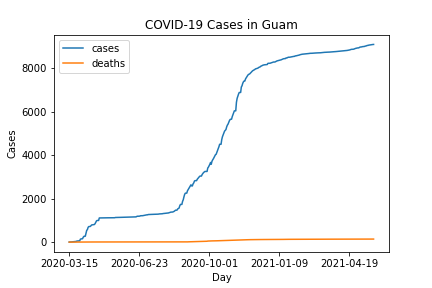 COVID-19 Cases in Guam
cases
deaths
8000
6000
4000
2000
0
Cases
2020-03-15 2020-06-23 2020-10-01 2021-01-09 2021-04-19
Day